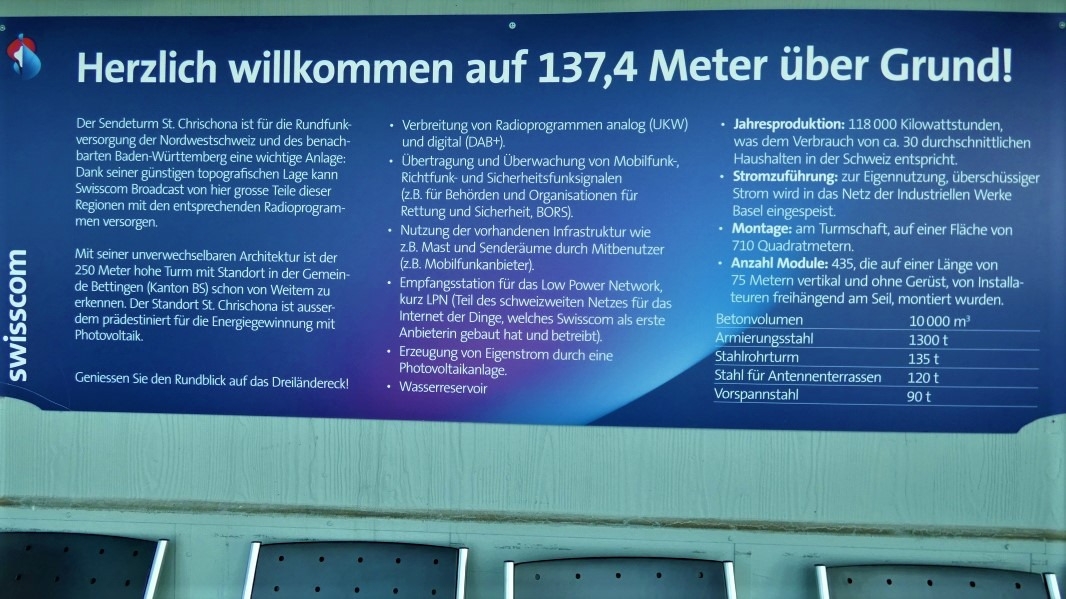 Herzlich willkommen auf 137,4 Meter über Grund!
Der Sendeturm St. Chrischona ist für die Rundfunk-
versorgung der Nordwestschweiz und des benach-
barten Baden-Württemberg eine wichtige Anlage:
Dank seiner günstigen topografischen Lage kann
Swisscom Broadcast von hier grosse Teile dieser
Regionen mit den entsprechenden Radioprogram-
men versorgen.
Mit seiner unverwechselbaren Architektur ist der
250 Meter hohe Turm mit Standort in der Gemein-
de Bettingen (Kanton BS) schon von Weitem zu
erkennen. Der Standort St. Chrischona ist ausser-
dem prädestiniert für die Energiegewinnung mit
Photovoltaik.
Geniessen Sie den Rundblick auf das Dreiländereck!
• Verbreitung von Radioprogrammen analog (UKW)
und digital (DAB+).
• Übertragung und Überwachung von Mobilfunk-,
Richtfunk- und Sicherheitsfunksignalen
(z.B. für Behörden und Organisationen für
Rettung und Sicherheit, BORS).
• Nutzung der vorhandenen Infrastruktur wie
z.B. Mast und Senderäume durch Mitbenutzer
(z.B. Mobilfunkanbieter).
• Empfangsstation für das Low Power Network,
kurz LPN (Teil des schweizweiten Netzes für das
Internet der Dinge, welches Swisscom als erste
Anbieterin gebaut hat und betreibt).
• Erzeugung von Eigenstrom durch eine
Photovoltaikanlage.
• Wasserreservoir
• Jahresproduktion: 118 000 Kilowattstunden,
was dem Verbrauch von ca. 30 durchschnittlichen
Haushalten in der Schweiz entspricht.
• Stromzuführung: zur Eigennutzung, überschüssiger
Strom wird in das Netz der Industriellen Werke
Basel eingespeist.
• Montage: am Turmschaft, auf einer Fläche von
710 Quadratmetern.
• Anzahl Module: 435, die auf einer Länge von
75 Metern vertikal und ohne Gerüst, von Installa-
teuren freihängend am Seil, montiert wurden.
Betonvolumen 10 000 m³
Armierungsstahl 1300 t
Stahlrohrturm 135 t
Stahl für Antennenterrassen 120 t
Vorspannstahl 90 t
swisscom